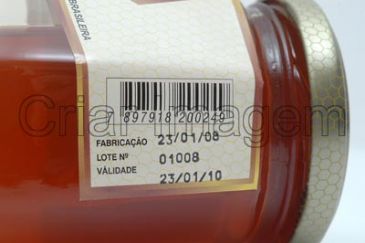 BRASILEIRA
7 897918 200249
FABRICAÇÃO 23/01/08
LOTE Nº 01008
VALIDADE 23/01/10
Criar Imagem